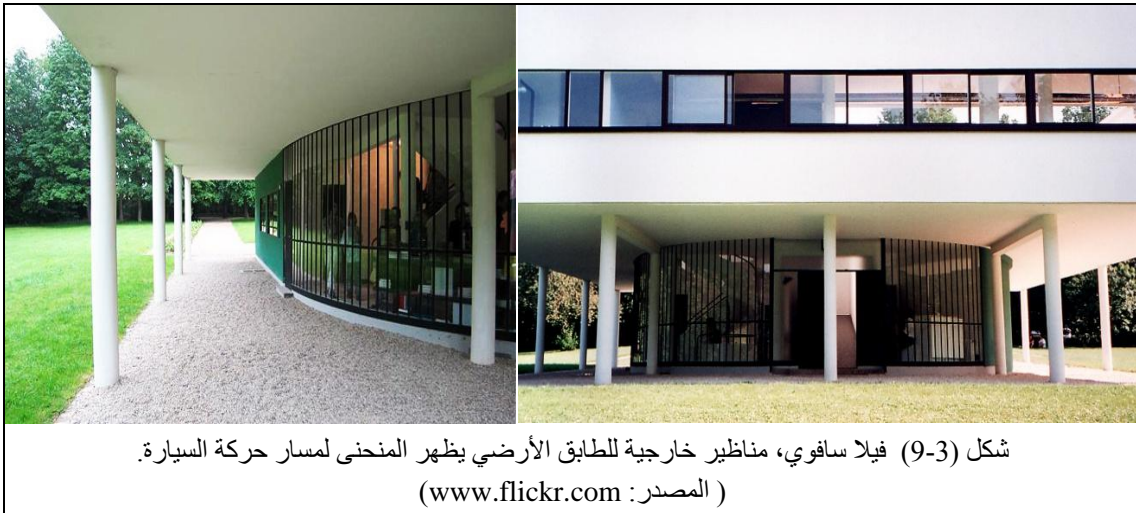 شكل (3-9) فيلا سافوي، مناظير خارجية للطابق الأرضي يظهر المنحنى لمسار حركة السيارة.
( المصدر: www.flickr.com)